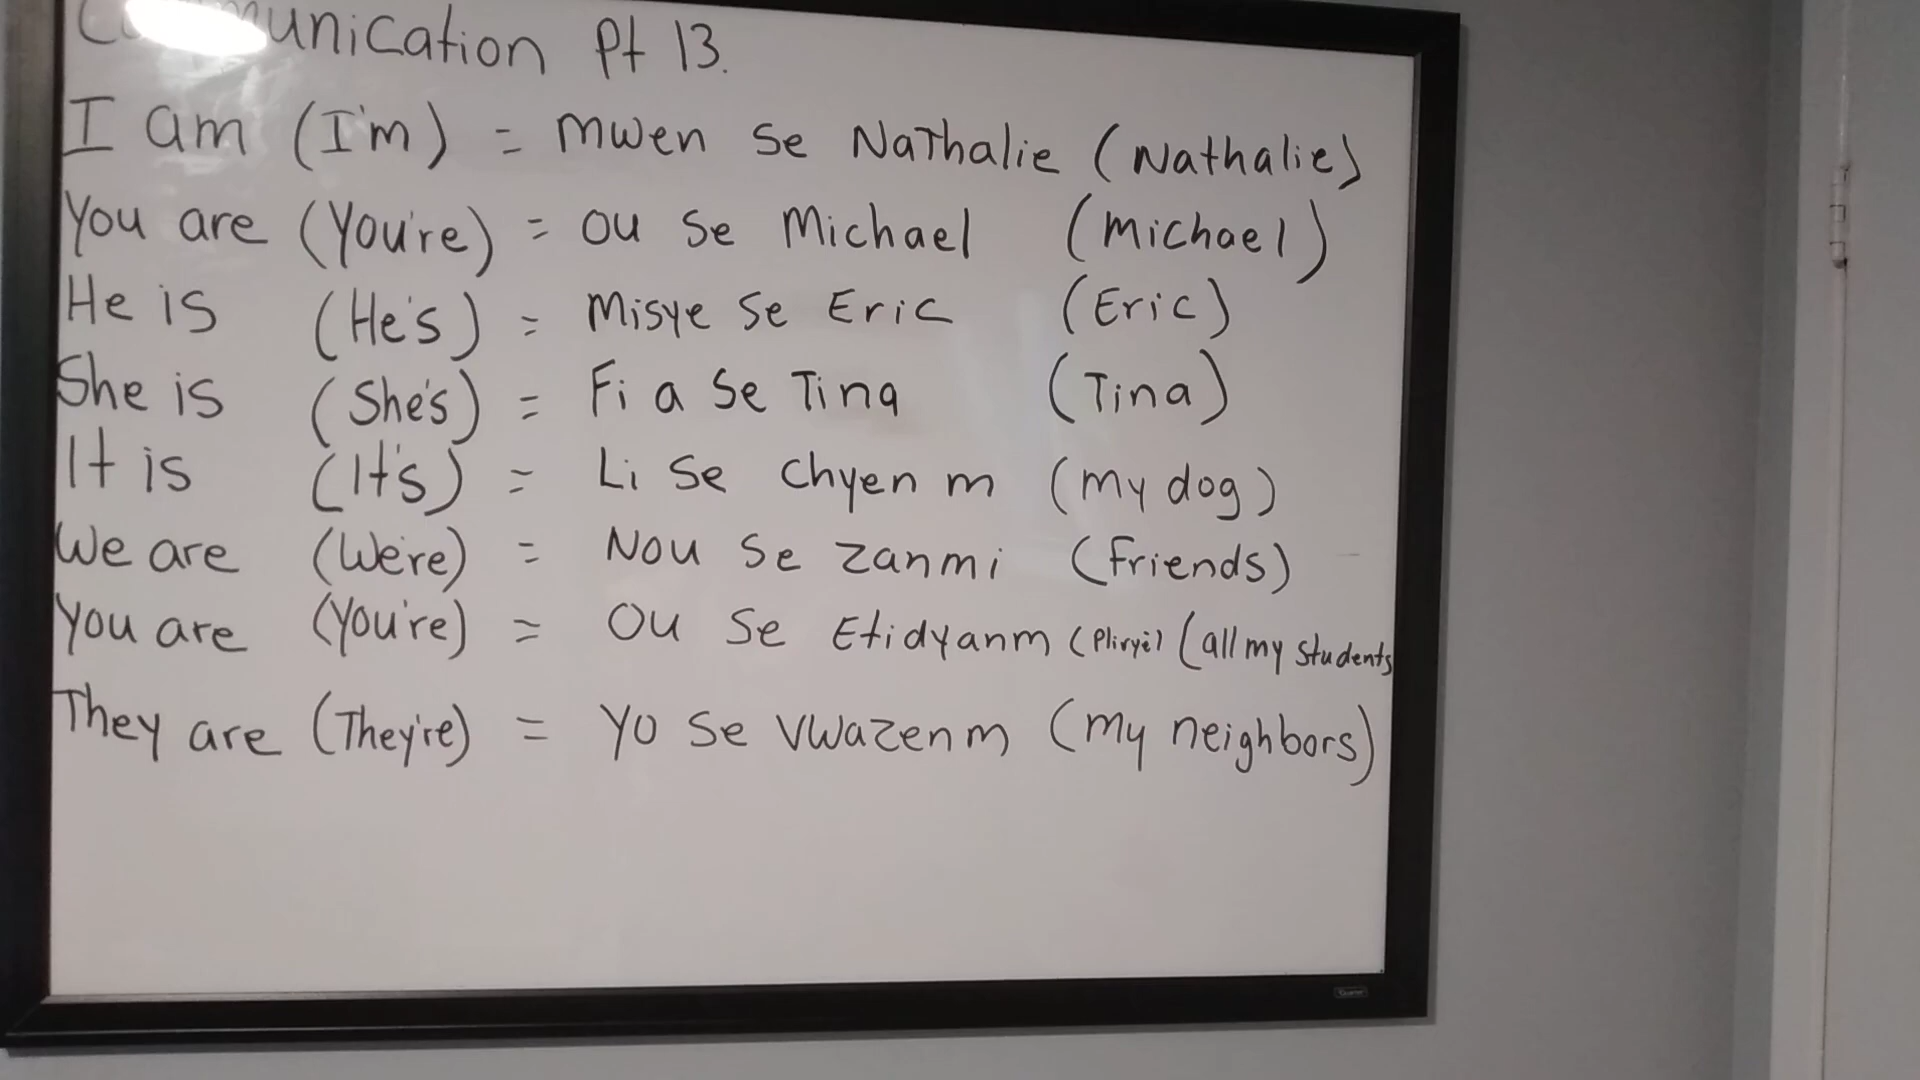 Communication Pt 13.
I am (I'm) = Mwen se Nathalie (Nathalie)
You are (You're) = Ou se Michael (Michael)
He is (He's) = Misye se Eric (Eric)
She is (She's) = Fi a se Tina (Tina)
It is (It's) = Li se chyen m (my dog)
We are (We're) = Nou se zanmi (friends)
You are (You're) = Ou se Etidyanm (Pliryèl) (all my students
They are (They're) = Yo se vwazenm (my neighbors)